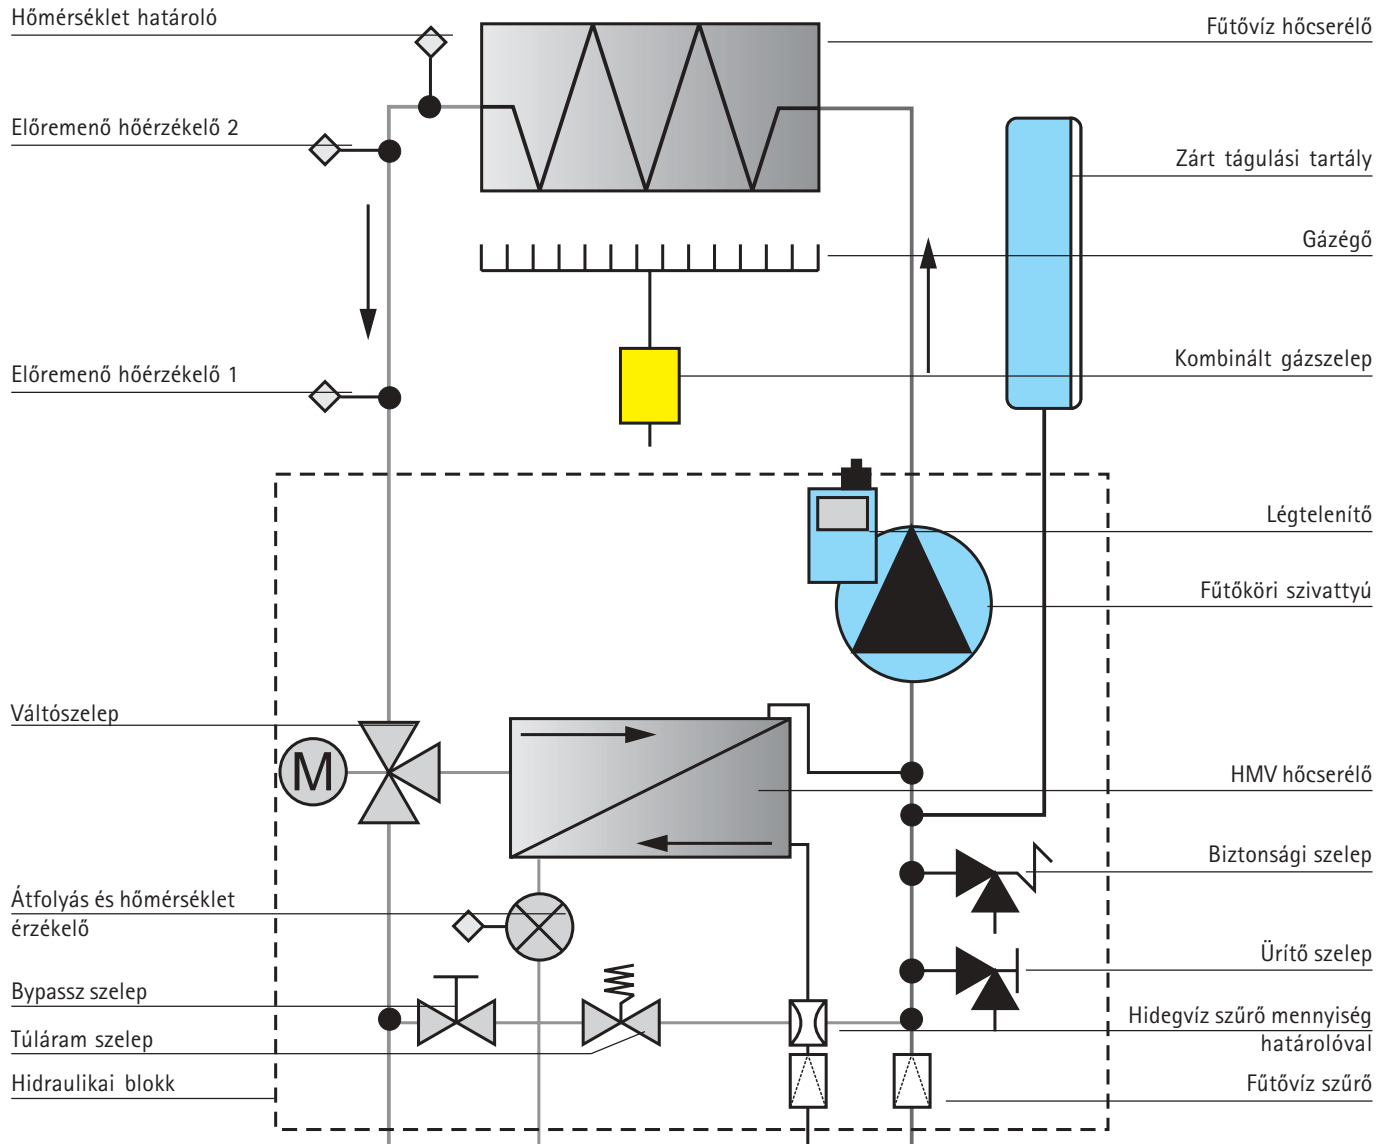 Hőmérséklet határoló
Fűtővíz hőcserélő
Előremenő hőérzékelő 2
Zárt tágulási tartály
Gázégő
Kombinált gázszelep
Előremenő hőérzékelő 1
Légtelenítő
Fűtőköri szivattyú
Váltószelep
M
HMV hőcserélő
Biztonsági szelep
Átfolyás és hőmérséklet
érzékelő
Ürítő szelep
Bypassz szelep
Hidegvíz szűrő mennyiség
határolóval
Túláram szelep
Hidraulikai blokk
Fűtővíz szűrő